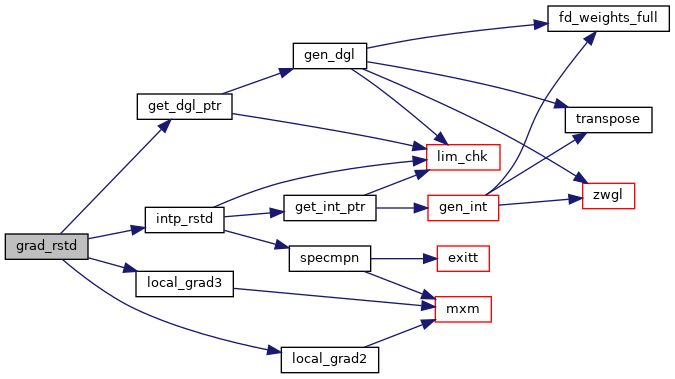 fd_weights_full
gen_dgl
get_dgl_ptr
transpose
lim_chk
zwgl
get_int_ptr
gen_int
intp_rstd
grad_rstd
specmpn
exitt
local_grad3
mxm
local_grad2